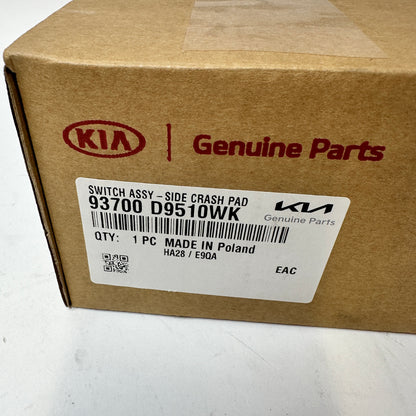 KIA | Genuine Parts
SWITCH ASSY – SIDE CRASH PAD
93700 D9510WK
KIA
Genuine Parts
QTY: 1 PC MADE IN Poland
HA28 / E9QA
EAC